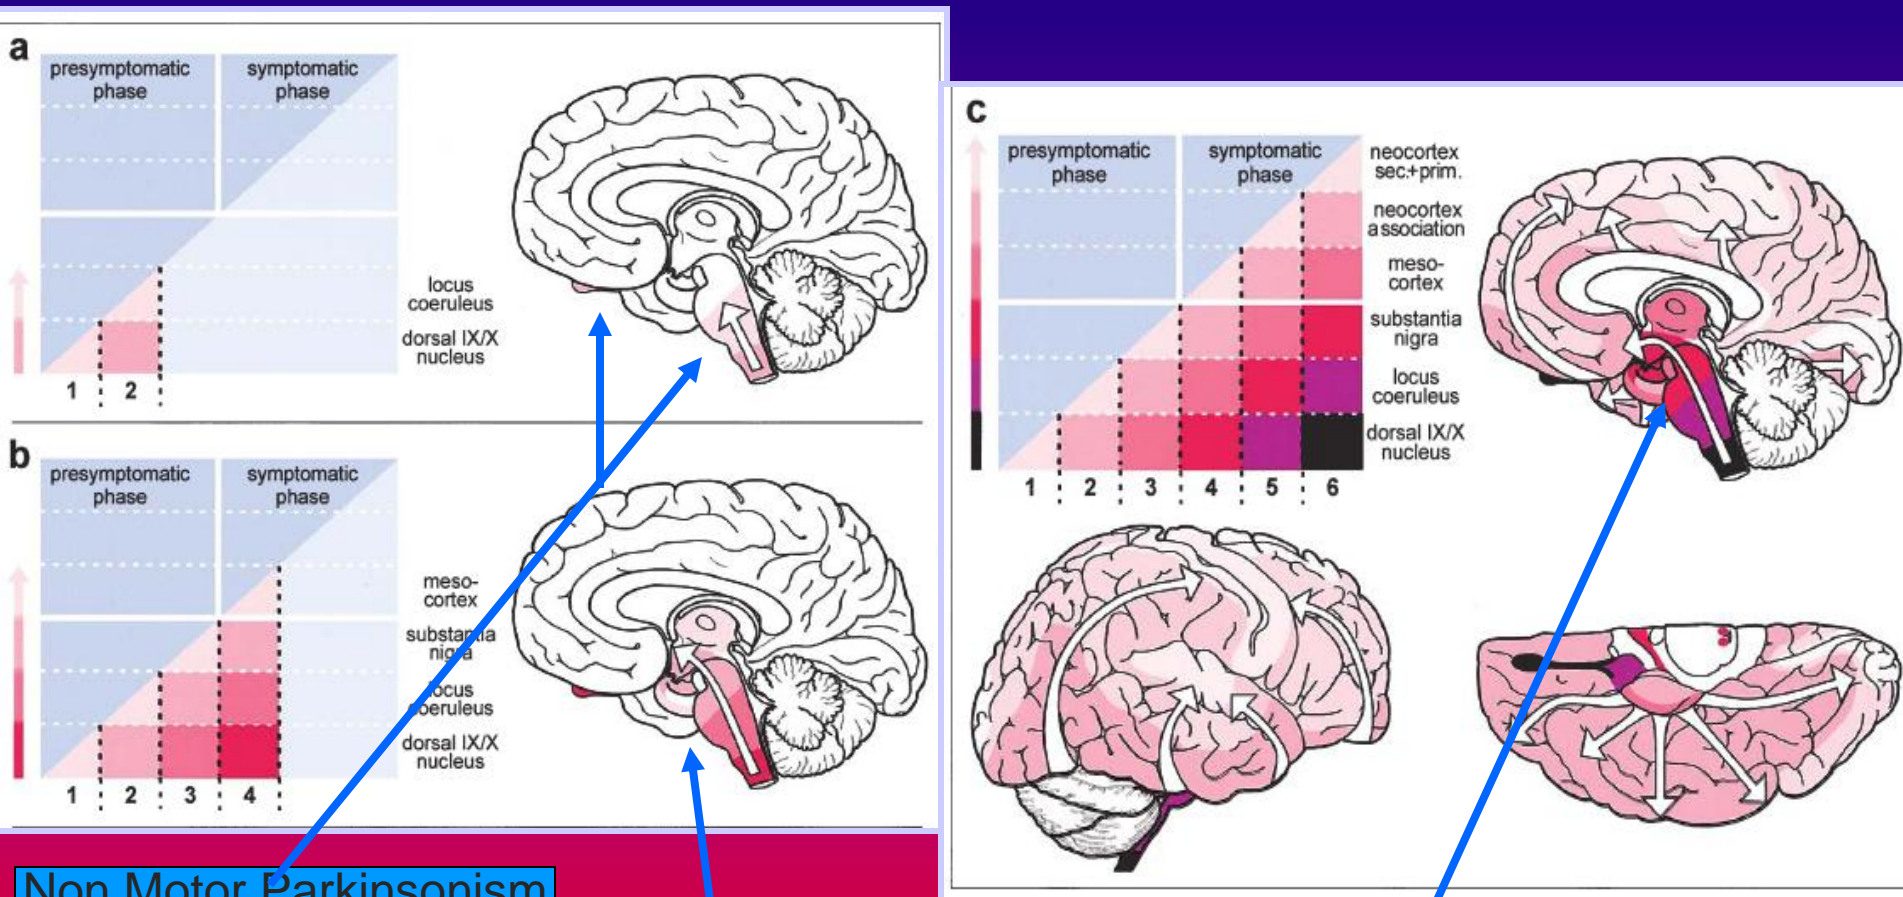 a
presymptomatic
phase
symptomatic
phase
locus
coeruleus
dorsal IX/X
nucleus
1 2
b
presymptomatic
phase
symptomatic
phase
meso-
cortex
substantia
nigra
locus
coeruleus
dorsal IX/X
nucleus
1 2 3 4
Non Motor Parkinsonism
c
presymptomatic
phase
symptomatic
phase
neocortex
sec.+prim.
neocortex
association
meso-
cortex
substantia
nigra
locus
coeruleus
dorsal IX/X
nucleus
1 2 3 4 5 6